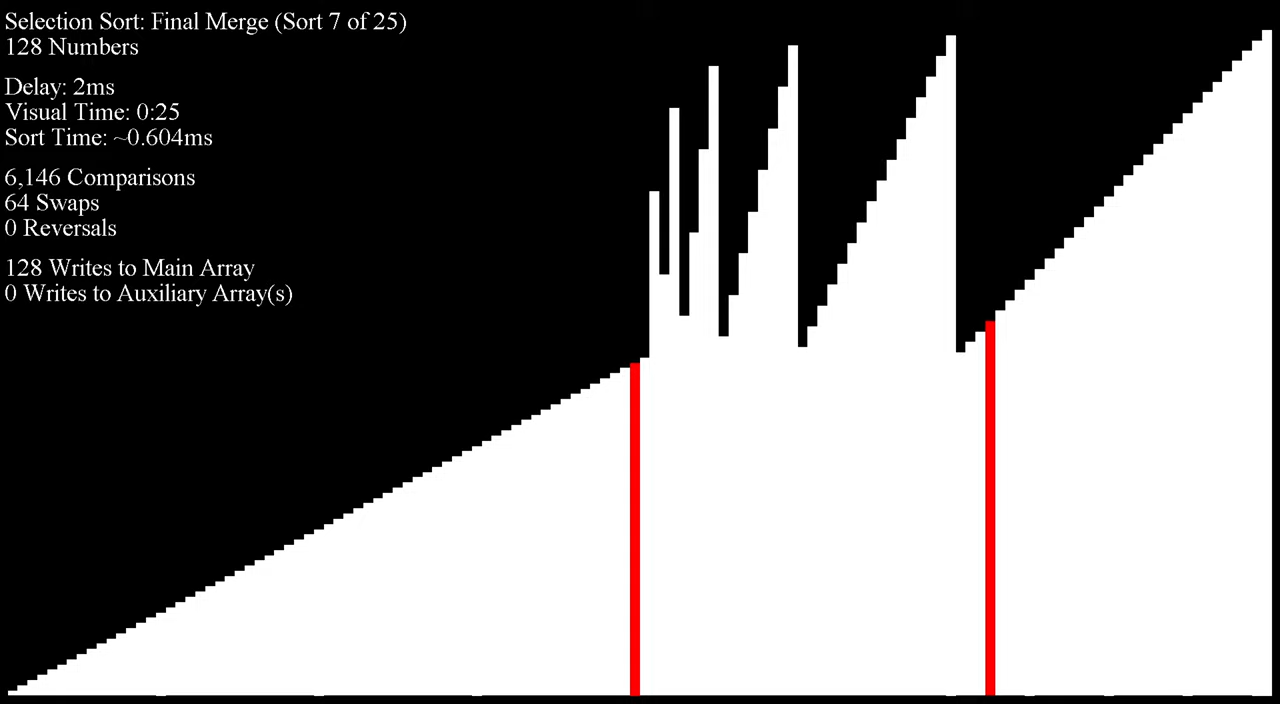 Selection Sort: Final Merge (Sort 7 of 25)
128 Numbers
Delay: 2ms
Visual Time: 0:25
Sort Time: ~0.604ms
6,146 Comparisons
64 Swaps
0 Reversals
128 Writes to Main Array
0 Writes to Auxiliary Array(s)